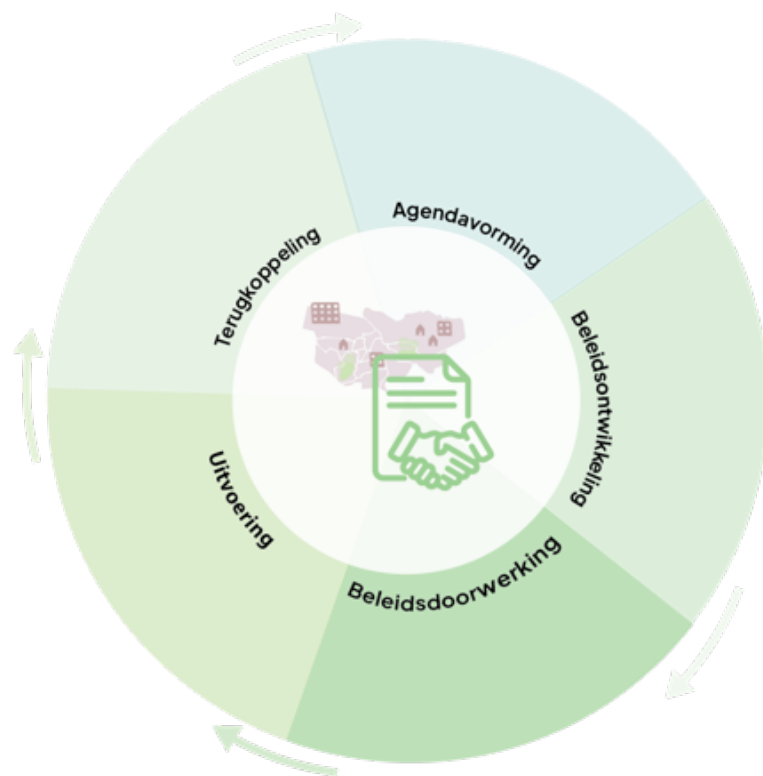 Agendavorming
Beleidsontwikkeling
Beleidsdoorwerking
Uitvoering
Terugkoppeling